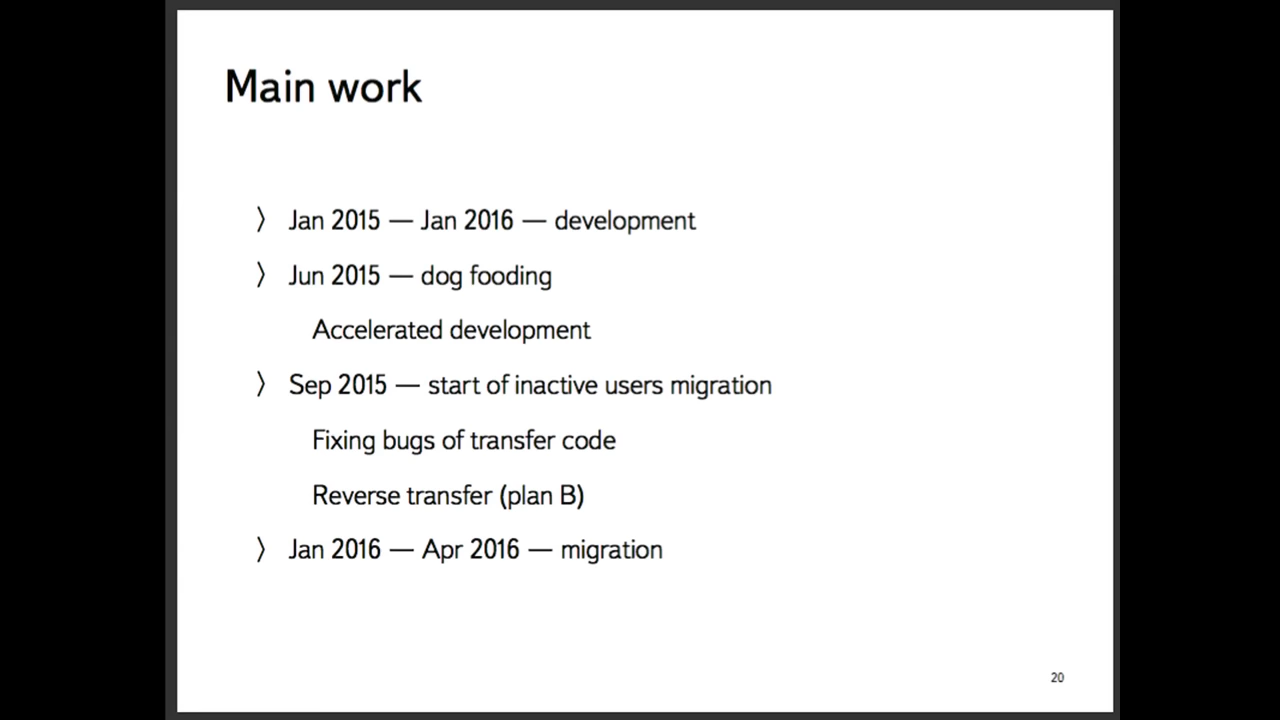 Main work
〉 Jan 2015 — Jan 2016 — development
〉 Jun 2015 — dog fooding
Accelerated development
〉 Sep 2015 — start of inactive users migration
Fixing bugs of transfer code
Reverse transfer (plan B)
〉 Jan 2016 — Apr 2016 — migration
20